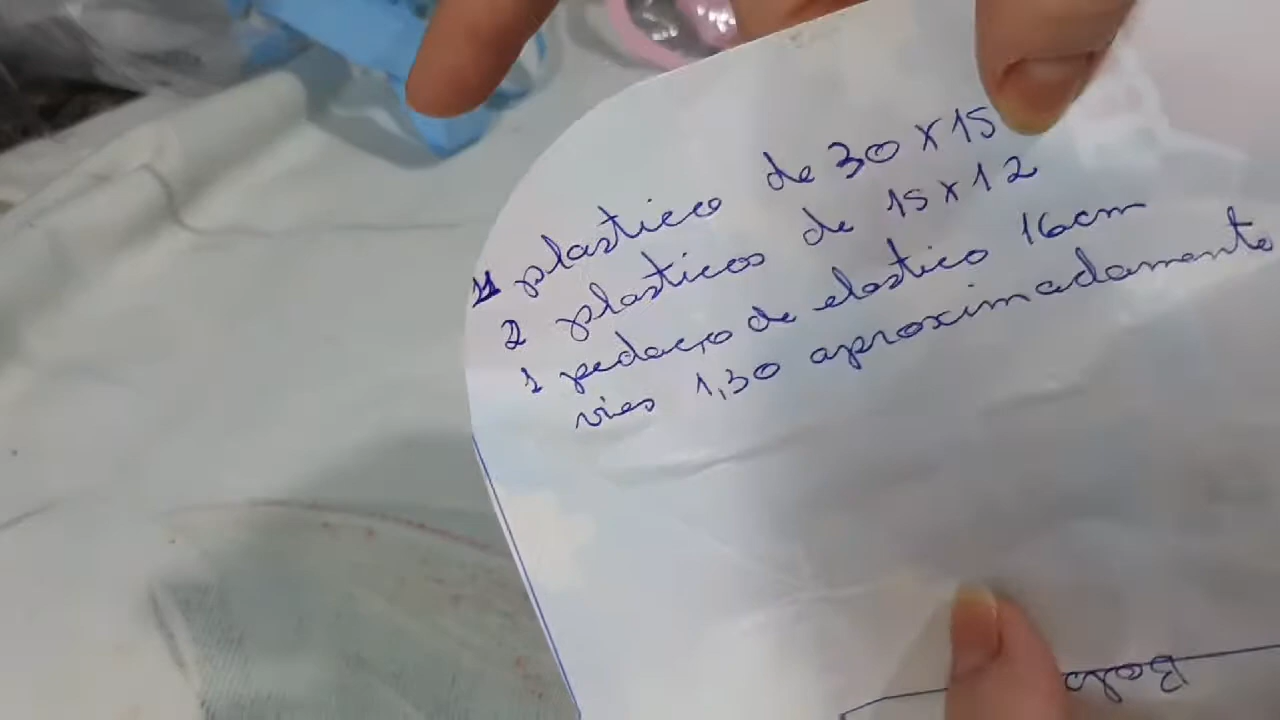 1 plastico de 30 x 15
2 plasticos de 15 x 12
1 pedaço de elastico 16cm
vies 1,30 aproximadamente